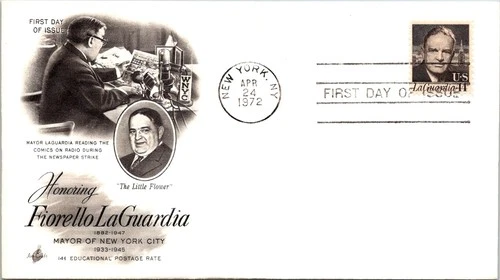 FIRST DAY
OF ISSUE
WNYC
MAYOR LAGUARDIA READING THE
COMICS ON RADIO DURING
THE NEWSPAPER STRIKE
"The Little Flower"
Honoring
Fiorello LaGuardia
1882-1947
MAYOR OF NEW YORK CITY
1933-1945
14¢ EDUCATIONAL POSTAGE RATE
NEW YORK, NY
APR
24
1972
FIRST DAY OF ISSUE
U.S.
LaGuardia 14